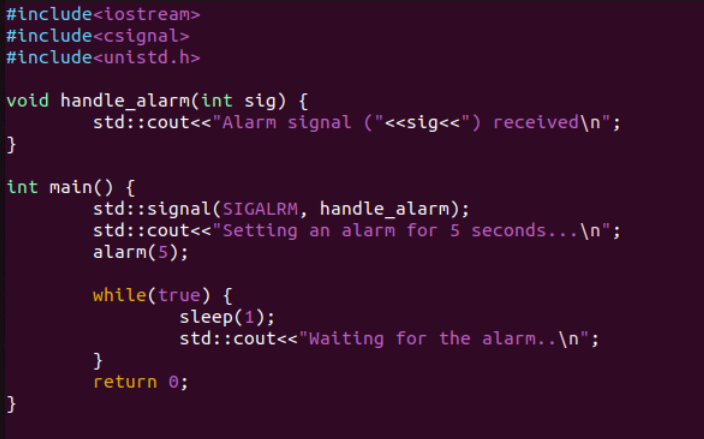 #include<iostream>
#include<csignal>
#include<unistd.h>

void handle_alarm(int sig) {
        std::cout<<"Alarm signal ("<<sig<<") received\n";
}

int main() {
        std::signal(SIGALRM, handle_alarm);
        std::cout<<"Setting an alarm for 5 seconds...\n";
        alarm(5);

        while(true) {
                sleep(1);
                std::cout<<"Waiting for the alarm..\n";
        }
        return 0;
}